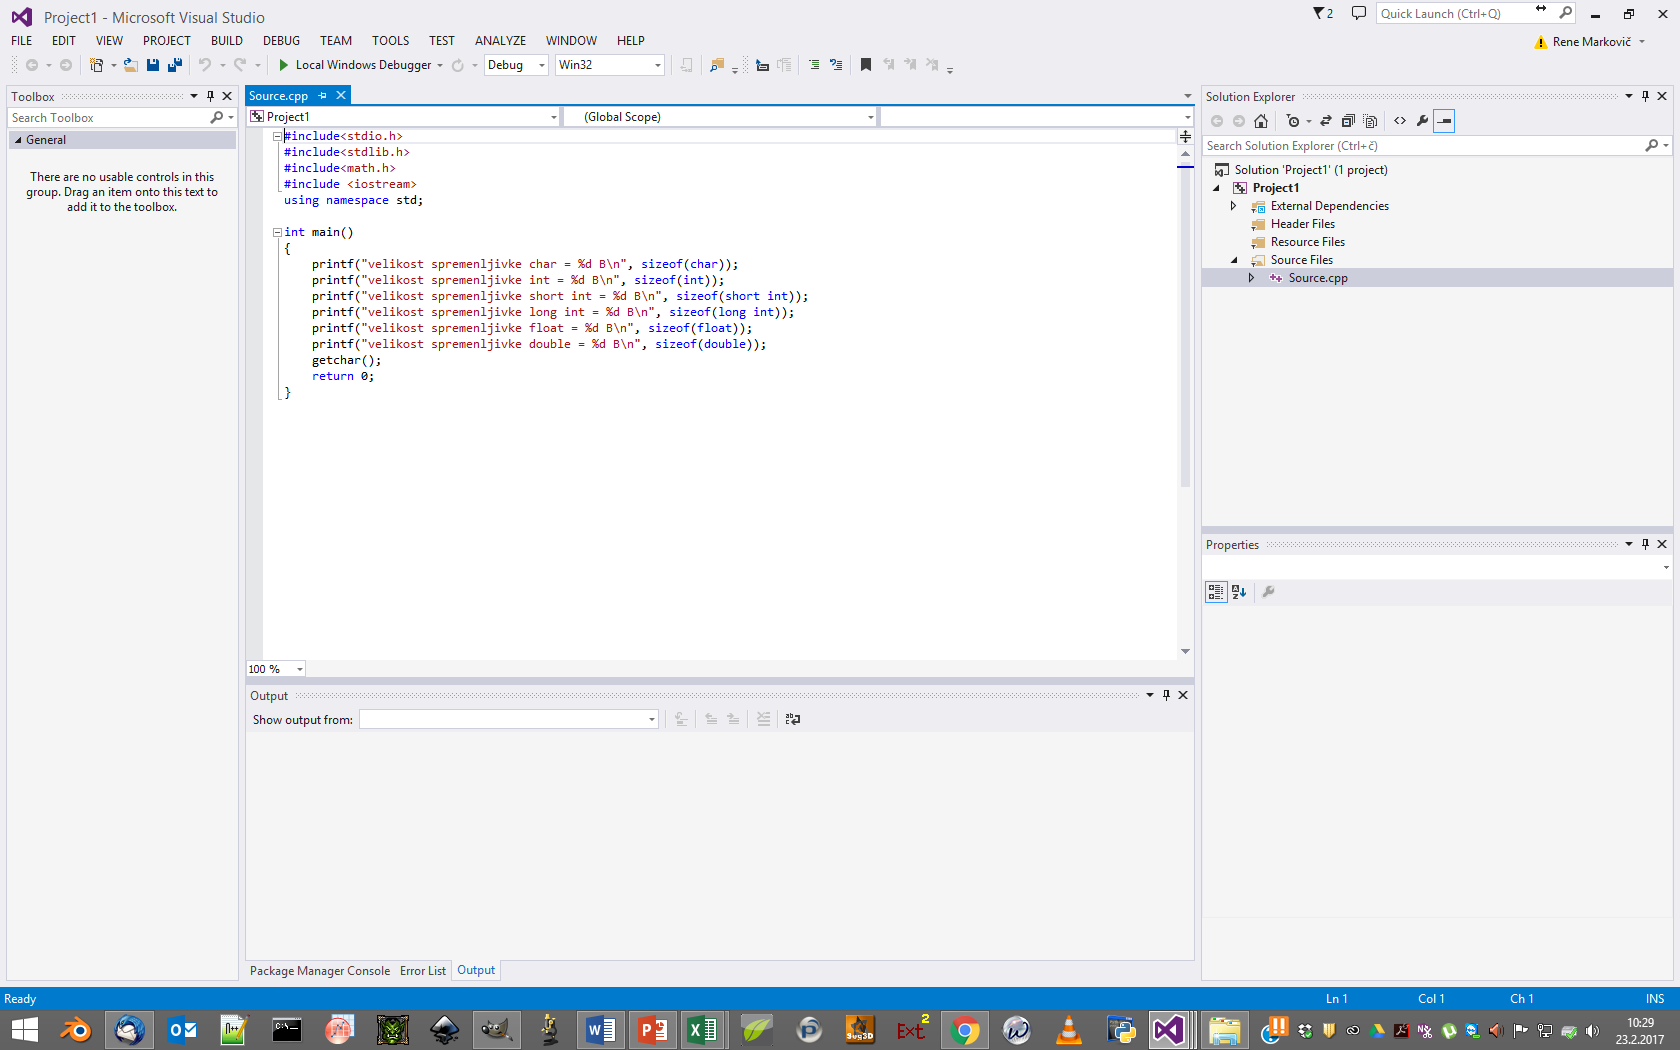 Project1 - Microsoft Visual Studio
2
Quick Launch (Ctrl+Q)
FILE EDIT VIEW PROJECT BUILD DEBUG TEAM TOOLS TEST ANALYZE WINDOW HELP
Rene Markovič
Local Windows Debugger Debug Win32
Toolbox
Search Toolbox
General
There are no usable controls in this
group. Drag an item onto this text to
add it to the toolbox.
Source.cpp
Project1 (Global Scope)
#include<stdio.h>
#include<stdlib.h>
#include<math.h>
#include <iostream>
using namespace std;
int main()
{
printf("velikost spremenljivke char = %d B\n", sizeof(char));
printf("velikost spremenljivke int = %d B\n", sizeof(int));
printf("velikost spremenljivke short int = %d B\n", sizeof(short int));
printf("velikost spremenljivke long int = %d B\n", sizeof(long int));
printf("velikost spremenljivke float = %d B\n", sizeof(float));
printf("velikost spremenljivke double = %d B\n", sizeof(double));
getchar();
return 0;
}
100 %
Output
Show output from:
Package Manager Console Error List Output
Solution Explorer
Search Solution Explorer (Ctrl+č)
Solution 'Project1' (1 project)
Project1
External Dependencies
Header Files
Resource Files
Source Files
Source.cpp
Properties
Ready Ln 1 Col 1 Ch 1 INS
Ext2
10:29
23.2.2017